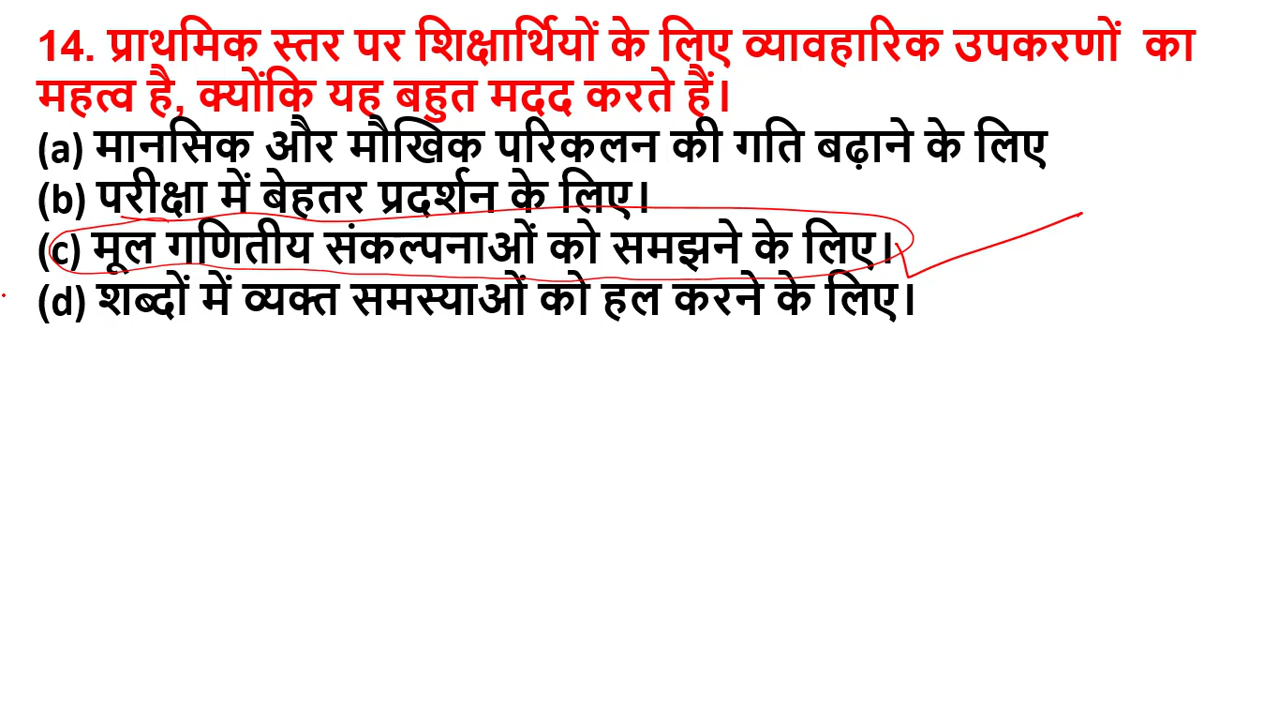 14. प्राथमिक स्तर पर शिक्षार्थियों के लिए व्यावहारिक उपकरणों का
महत्व है, क्योंकि यह बहुत मदद करते हैं।
(a) मानसिक और मौखिक परिकलन की गति बढ़ाने के लिए
(b) परीक्षा में बेहतर प्रदर्शन के लिए।
(c) मूल गणितीय संकल्पनाओं को समझने के लिए।
(d) शब्दों में व्यक्त समस्याओं को हल करने के लिए।